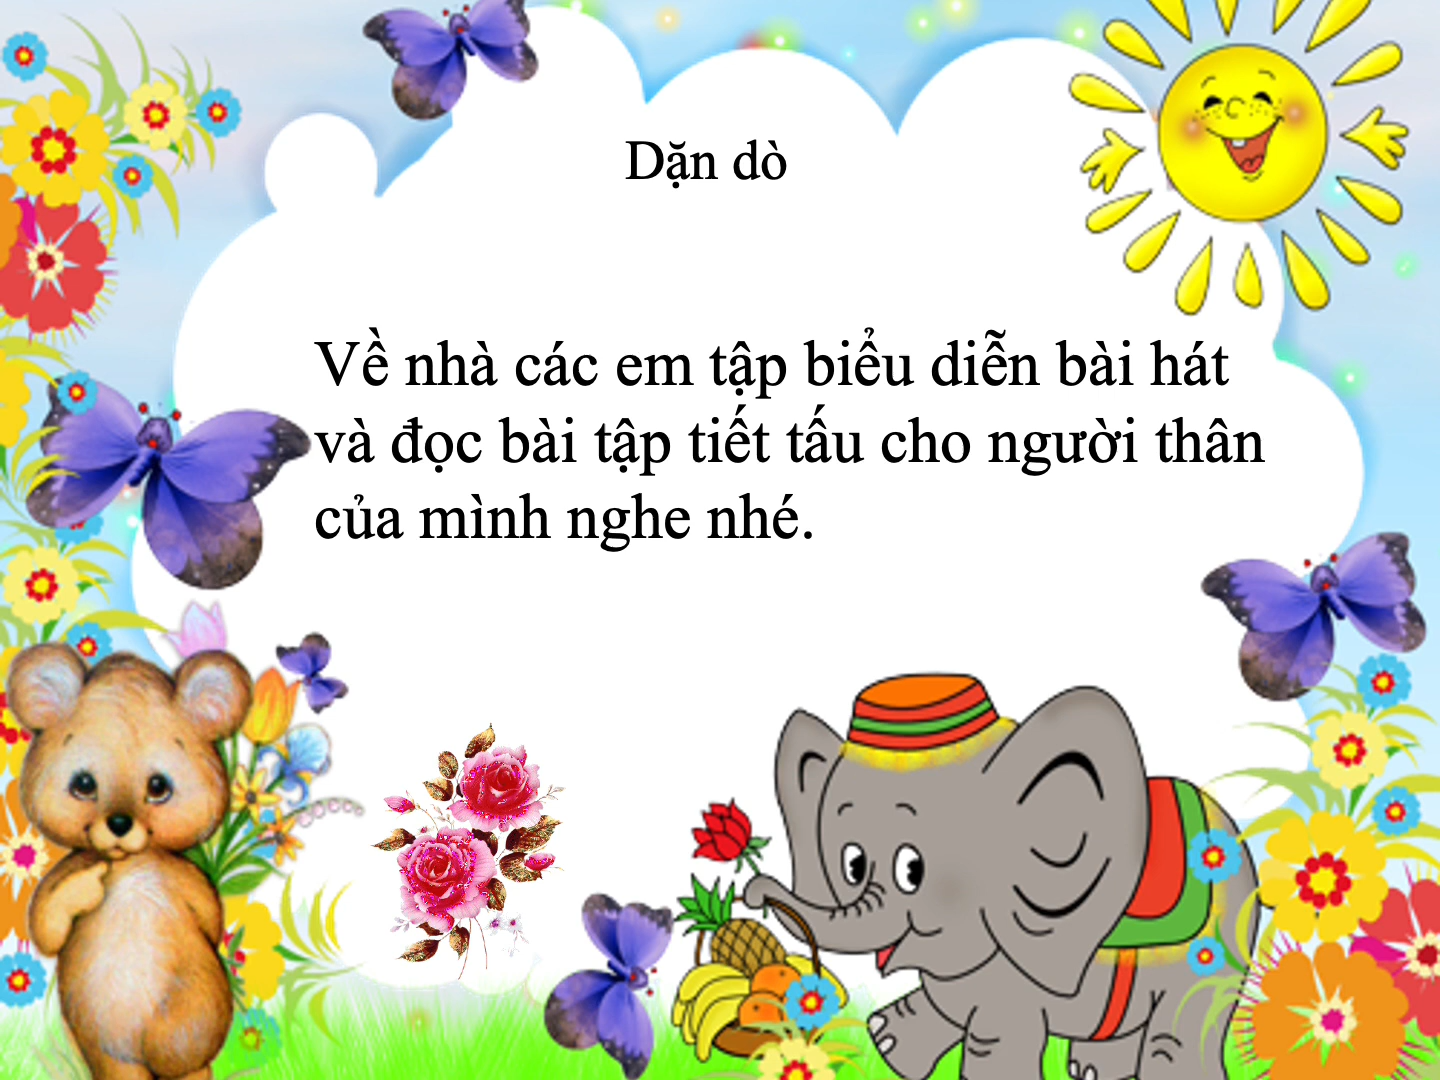 Dặn dò
Về nhà các em tập biểu diễn bài hát
và đọc bài tập tiết tấu cho người thân
của mình nghe nhé.